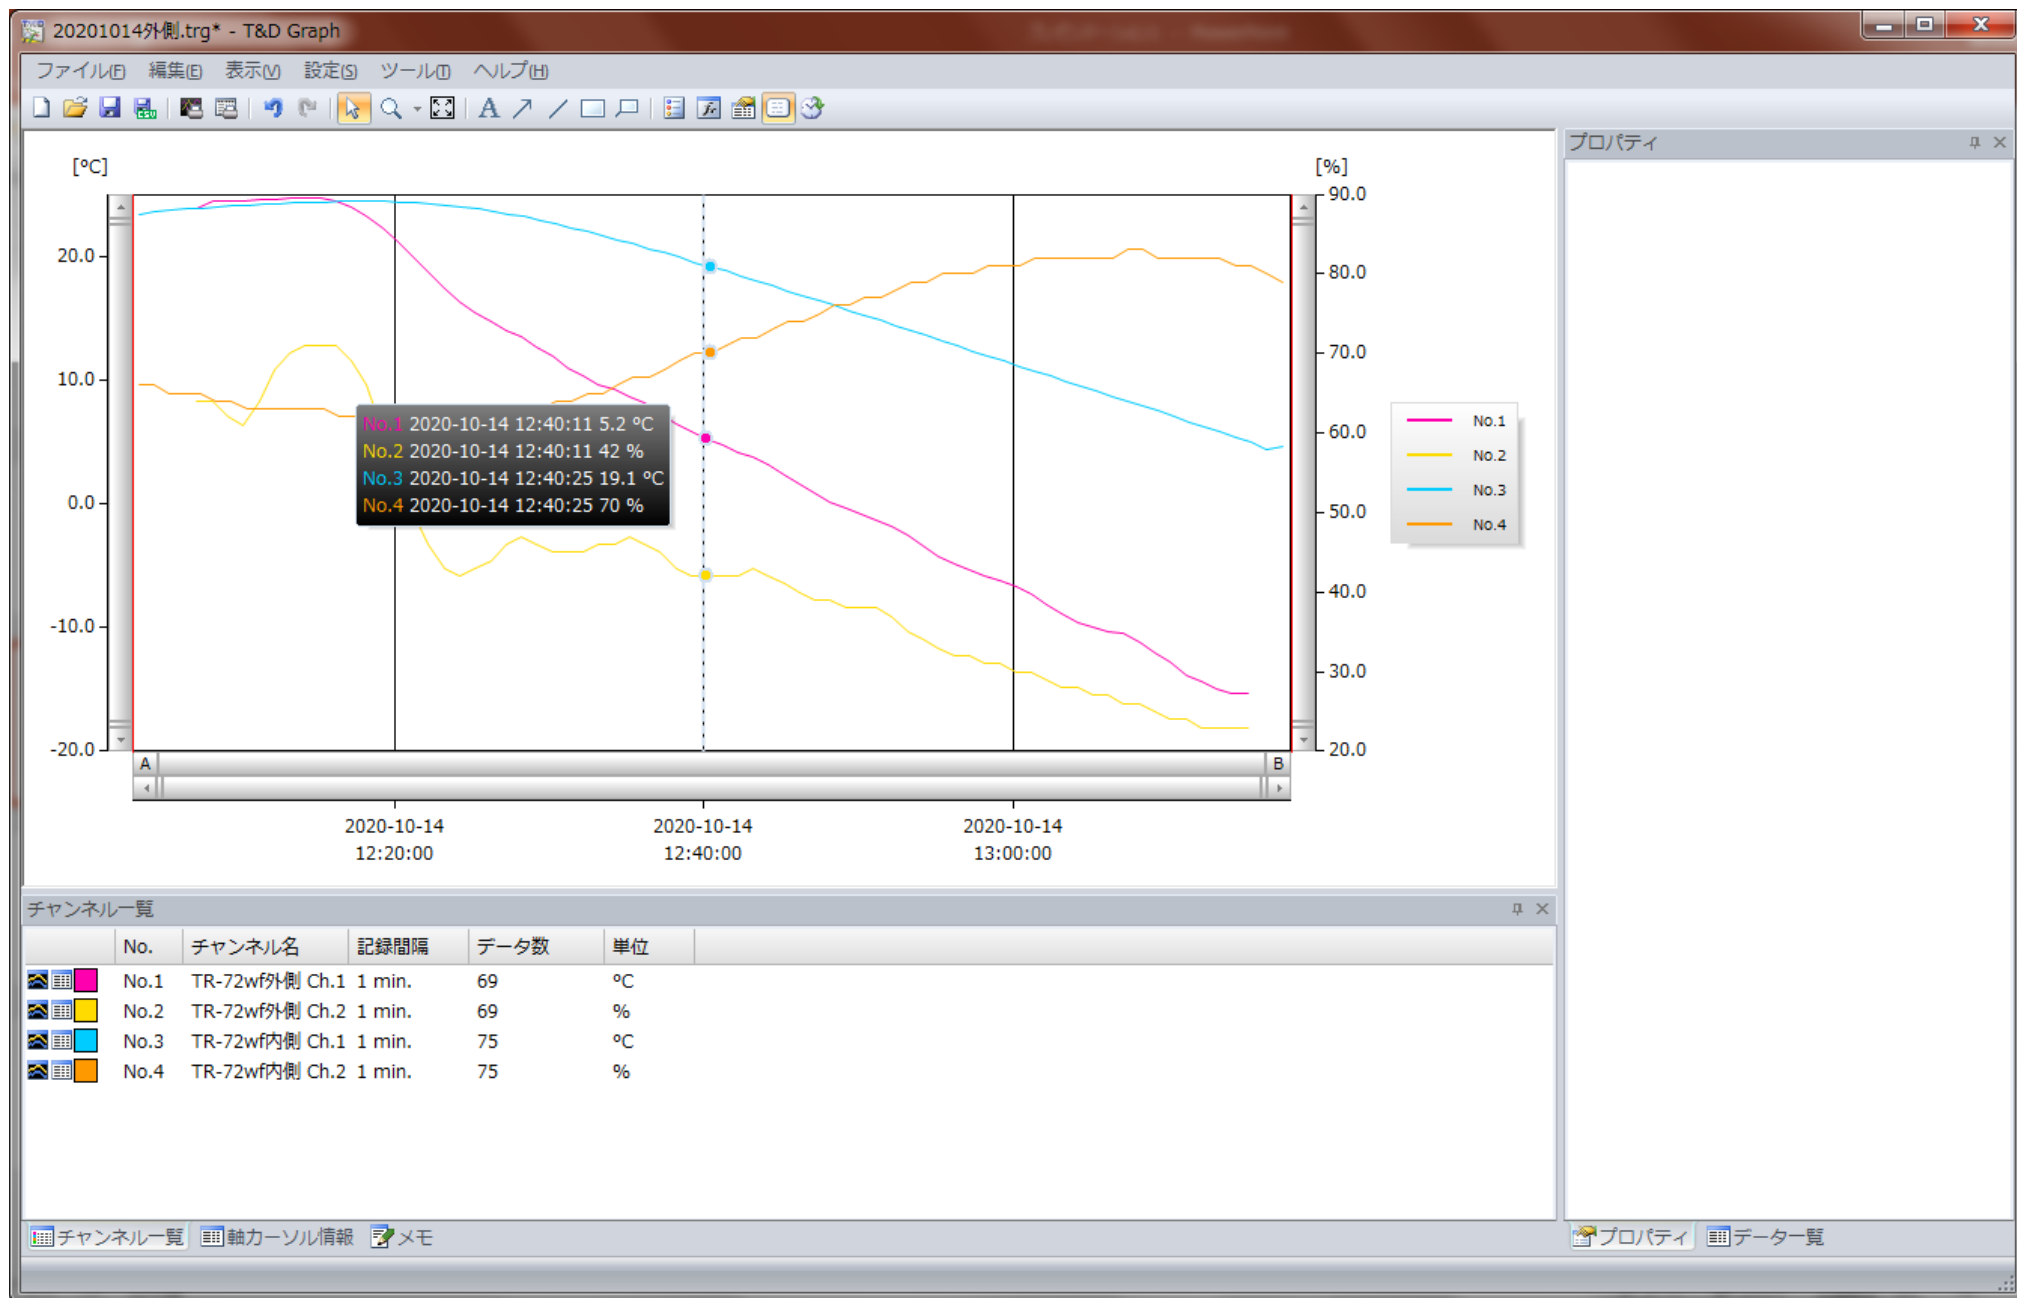 20201014外側.trg* - T&D Graph
ファイル(F) 編集(E) 表示(V) 設定(S) ツール(T) ヘルプ(H)
プロパティ
[°C]
[%]
20.0
10.0
0.0
-10.0
-20.0
90.0
80.0
70.0
60.0
50.0
40.0
30.0
20.0
No.1 2020-10-14 12:40:11 5.2 °C
No.2 2020-10-14 12:40:11 42 %
No.3 2020-10-14 12:40:25 19.1 °C
No.4 2020-10-14 12:40:25 70 %
No.1
No.2
No.3
No.4
A B
2020-10-14 2020-10-14 2020-10-14
12:20:00 12:40:00 13:00:00
チャンネル一覧
No. チャンネル名 記録間隔 データ数 単位
No.1 TR-72wf外側 Ch.1 1 min. 69 °C
No.2 TR-72wf外側 Ch.2 1 min. 69 %
No.3 TR-72wf内側 Ch.1 1 min. 75 °C
No.4 TR-72wf内側 Ch.2 1 min. 75 %
チャンネル一覧 軸カーソル情報 メモ
プロパティ データ一覧